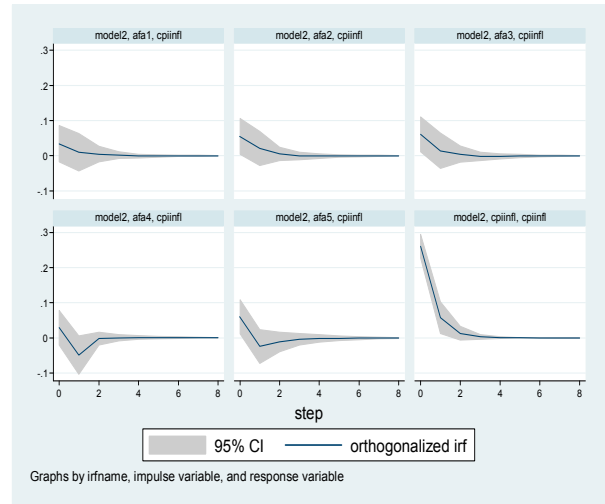 model2, afa1, cpiinfl
model2, afa2, cpiinfl
model2, afa3, cpiinfl
.3
.2
.1
0
-.1
model2, afa4, cpiinfl
model2, afa5, cpiinfl
model2, cpiinfl, cpiinfl
.3
.2
.1
0
-.1
0 2 4 6 8
0 2 4 6 8
0 2 4 6 8
step
95% CI
orthogonalized irf
Graphs by irfname, impulse variable, and response variable